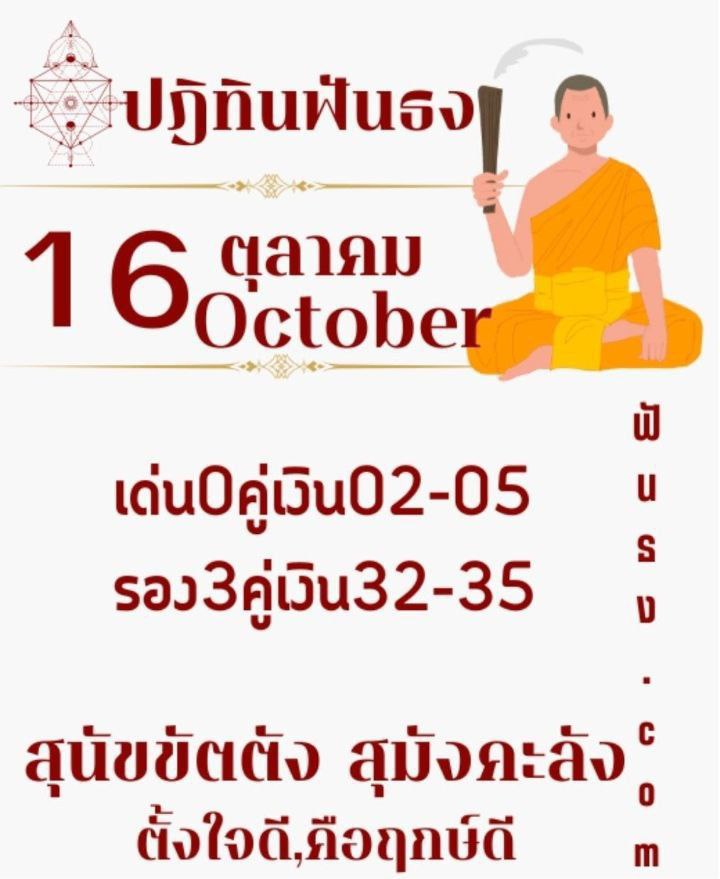 ปฏิทินฟันธง
16 ตุลาคม
October
เด่น0คู่เงิน02-05
รอง3คู่เงิน32-35
สุนัขขัตตัง สุมังคะลัง
ตั้งใจดี,คือฤกษ์ดี
ฟันธง.com